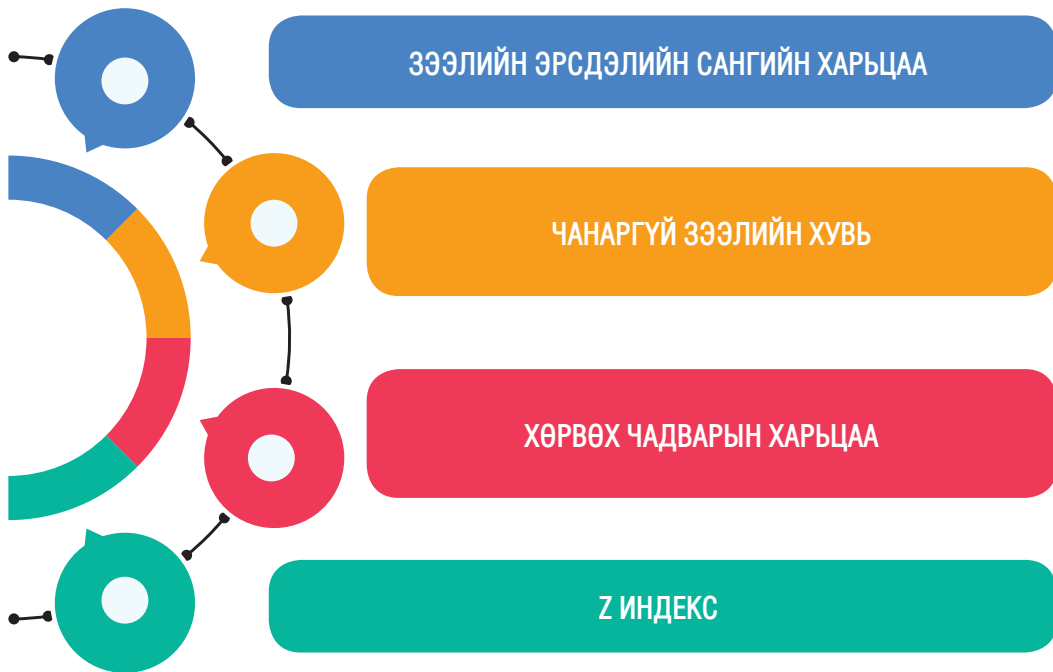 ЗЭЭЛИЙН ЭРСДЭЛИЙН САНГИЙН ХАРЬЦАА
ЧАНАРГҮЙ ЗЭЭЛИЙН ХУВЬ
ХӨРВӨХ ЧАДВАРЫН ХАРЬЦАА
Z ИНДЕКС